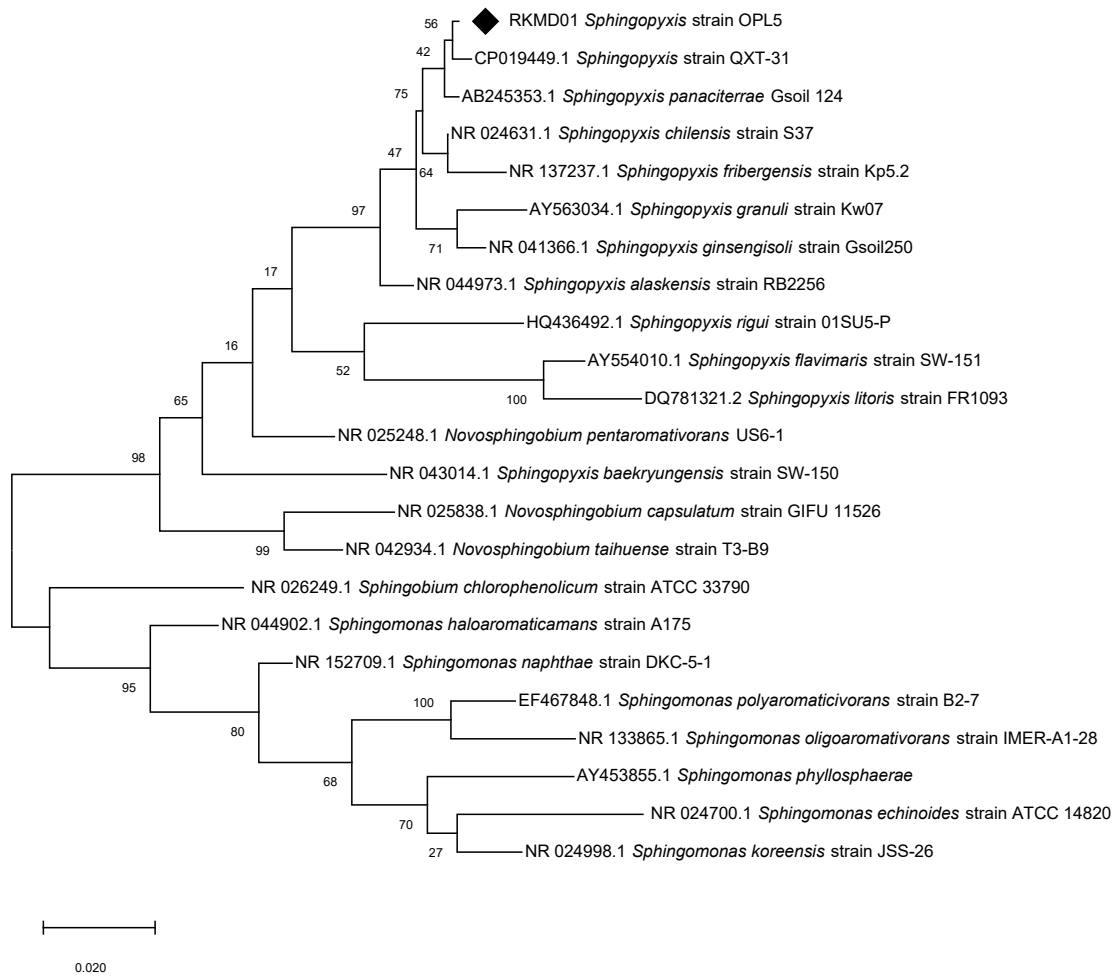 56
RKMD01 Sphingopyxis strain OPL5
42
CP019449.1 Sphingopyxis strain QXT-31
75
AB245353.1 Sphingopyxis panaciterrae Gsoil 124
NR 024631.1 Sphingopyxis chilensis strain S37
47
64
NR 137237.1 Sphingopyxis fribergensis strain Kp5.2
97
AY563034.1 Sphingopyxis granuli strain Kw07
71
NR 041366.1 Sphingopyxis ginsengisoli strain Gsoil250
17
NR 044973.1 Sphingopyxis alaskensis strain RB2256
HQ436492.1 Sphingopyxis rigui strain 01SU5-P
16
52
AY554010.1 Sphingopyxis flavimaris strain SW-151
100
DQ781321.2 Sphingopyxis litoris strain FR1093
65
NR 025248.1 Novosphingobium pentaromativorans US6-1
98
NR 043014.1 Sphingopyxis baekryungensis strain SW-150
NR 025838.1 Novosphingobium capsulatum strain GIFU 11526
99
NR 042934.1 Novosphingobium taihuense strain T3-B9
NR 026249.1 Sphingobium chlorophenolicum strain ATCC 33790
NR 044902.1 Sphingomonas haloaromaticamans strain A175
95
NR 152709.1 Sphingomonas naphthae strain DKC-5-1
100
EF467848.1 Sphingomonas polyaromaticivorans strain B2-7
80
NR 133865.1 Sphingomonas oligoaromativorans strain IMER-A1-28
68
AY453855.1 Sphingomonas phyllosphaerae
70
NR 024700.1 Sphingomonas echinoides strain ATCC 14820
27
NR 024998.1 Sphingomonas koreensis strain JSS-26
0.020